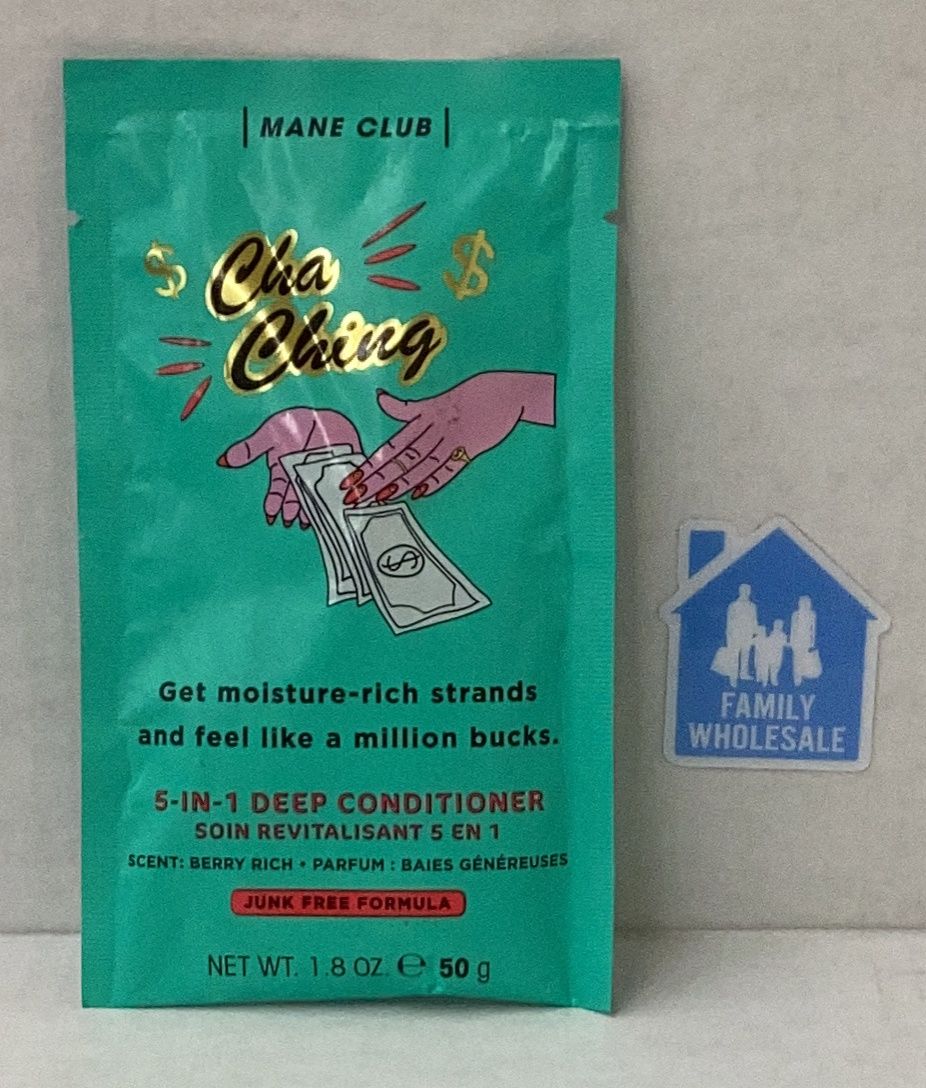 | MANE CLUB |
$ Cha $
Ching
$
Get moisture-rich strands
and feel like a million bucks.
5-IN-1 DEEP CONDITIONER
SOIN REVITALISANT 5 EN 1
SCENT: BERRY RICH • PARFUM : BAIES GÉNÉREUSES
JUNK FREE FORMULA
NET WT. 1.8 OZ. ℮ 50 g
FAMILY
WHOLESALE